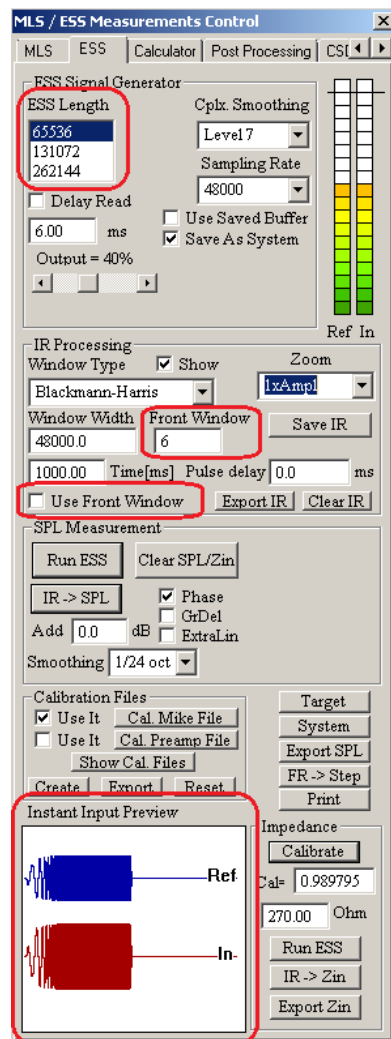 MLS / ESS Measurements Control
MLS ESS Calculator Post Processing
ESS Signal Generator
ESS Length Cplx. Smoothing
65536
131072
262144
Level7
Sampling Rate
48000
Delay Read
Use Saved Buffer
6.00 ms
Save As System
Output = 40%
Ref In
IR Processing
Window Type Show Zoom
Blackmann-Harris 1xAmpl
Window Width Front Window Save IR
48000.0 6
1000.00 Time[ms] Pulse delay 0.0 ms
Use Front Window Export IR Clear IR
SPL Measurement
Run ESS Clear SPL/Zin
IR -> SPL Phase
GrDel
Add 0.0 dB ExtraLin
Smoothing 1/24 oct
Calibration Files
Use It Cal. Mike File
Use It Cal. Preamp File
Show Cal. Files
Create Export Reset
Target
System
Export SPL
FR -> Step
Print
Instant Input Preview
Ref
In
Impedance
Calibrate
Cal= 0.989795
270.00 Ohm
Run ESS
IR -> Zin
Export Zin